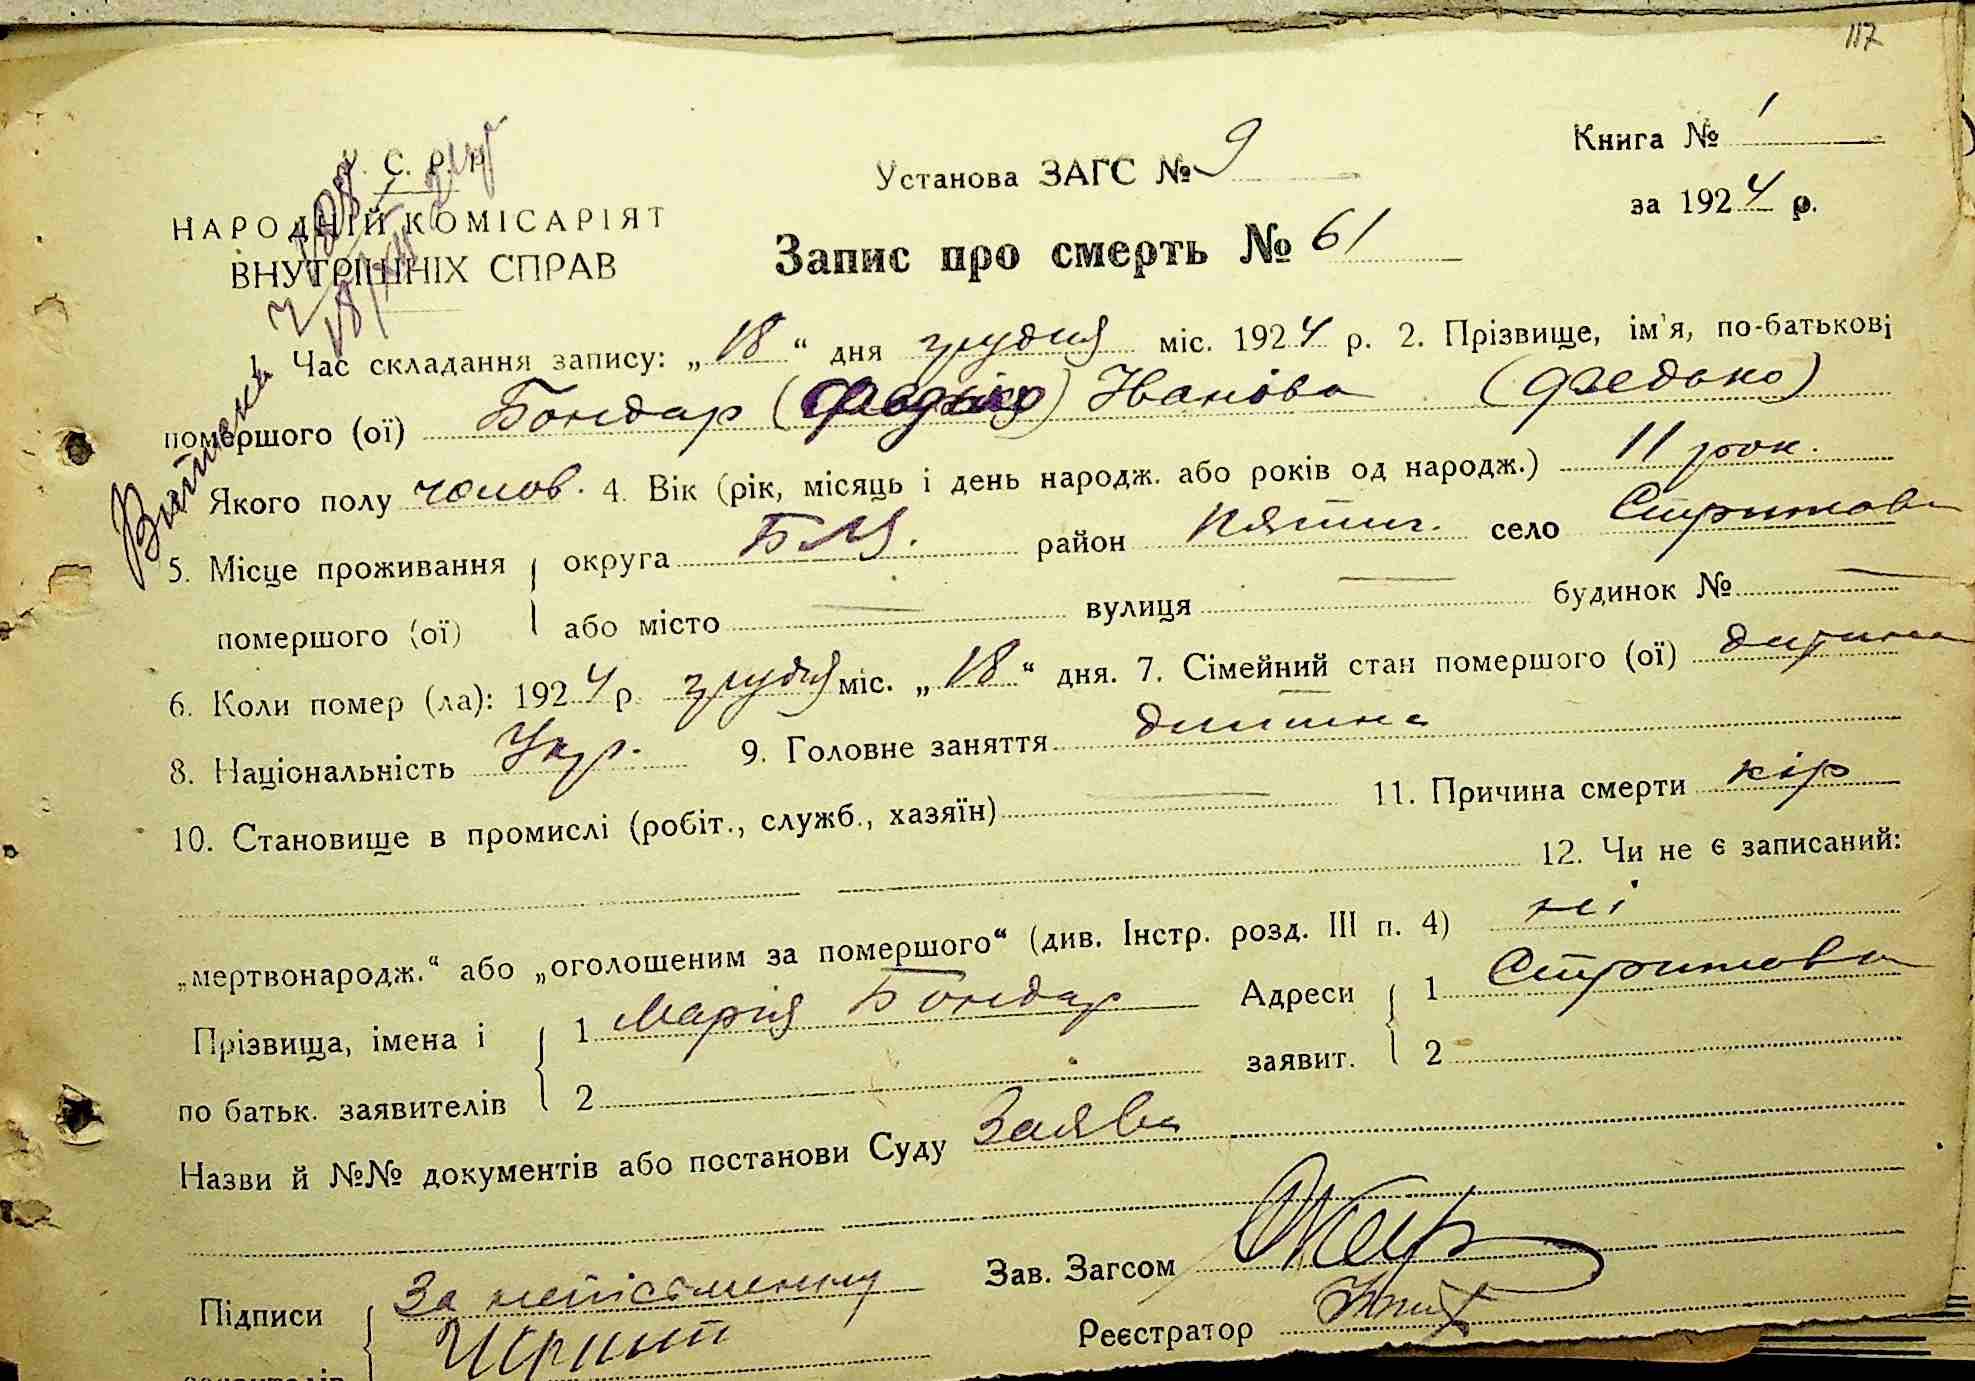 117
Книга № 1
У. С. Р. Р.
Установа ЗАГС № 9
за 1924 р.
НАРОДНІЙ КОМІСАРІЯТ
ВНУТРІШНІХ СПРАВ
Запис про смерть № 61
1. Час складання запису: „18“ дня грудня міс. 1924 р. 2. Прізвище, ім'я, по-батькові
помершого (ої) Бондар (Федько) Іванова (Федько)
Якого полу чолов. 4. Вік (рік, місяць і день народж. або років од народж.) 11 рок.
5. Місце проживання { округа БЦ. район Пятиг. село Стрижавка
помершого (ої) або місто — вулиця — будинок № —
6. Коли помер (ла): 1924 р. грудня міс. „18“ дня. 7. Сімейний стан помершого (ої) дитина
8. Національність Укр. 9. Головне заняття дитина
10. Становище в промислі (робіт., служб., хазяїн) — 11. Причина смерти кір
12. Чи не є записаний:
„мертвонародж.“ або „оголошеним за помершого“ (див. Інстр. розд. III п. 4) ні
Прізвища, імена і { 1 Марія Бондар Адреси { 1 Стрижавка
по батьк. заявителів 2 заявит. 2
Назви й №№ документів або постанови Суду Заява
Зав. Загсом
Підписи { За неписьменну
Реєстратор